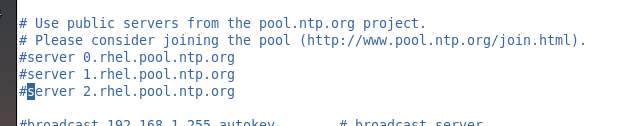 # Use public servers from the pool.ntp.org project.
# Please consider joining the pool (http://www.pool.ntp.org/join.html).
#server 0.rhel.pool.ntp.org
#server 1.rhel.pool.ntp.org
#server 2.rhel.pool.ntp.org
#broadcast 192.168.1.255 autokey # broadcast server